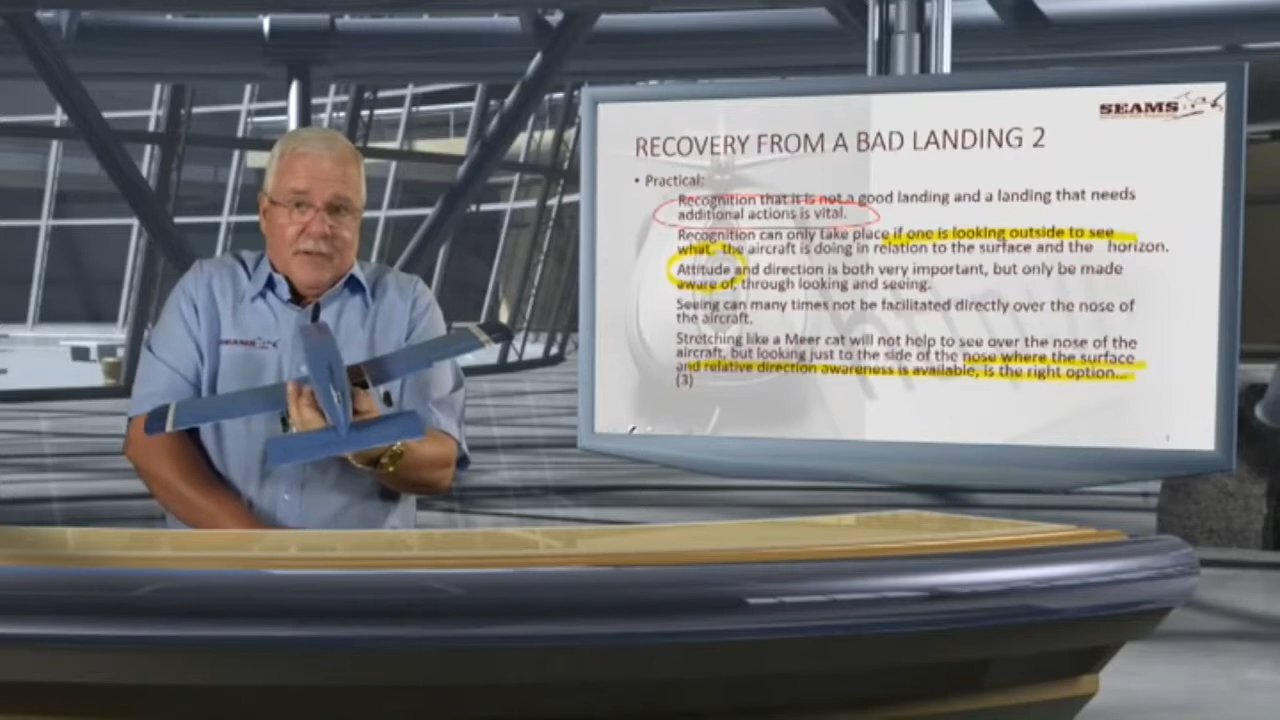 SEAMS
SEAMS
RECOVERY FROM A BAD LANDING 2
• Practical:
Recognition that it is not a good landing and a landing that needs
additional actions is vital.
Recognition can only take place if one is looking outside to see
what the aircraft is doing in relation to the surface and the horizon.
Attitude and direction is both very important, but only be made
aware of, through looking and seeing.
Seeing can many times not be facilitated directly over the nose of
the aircraft.
Stretching like a Meer cat will not help to see over the nose of the
aircraft, but looking just to the side of the nose where the surface
and relative direction awareness is available, is the right option...
(3)